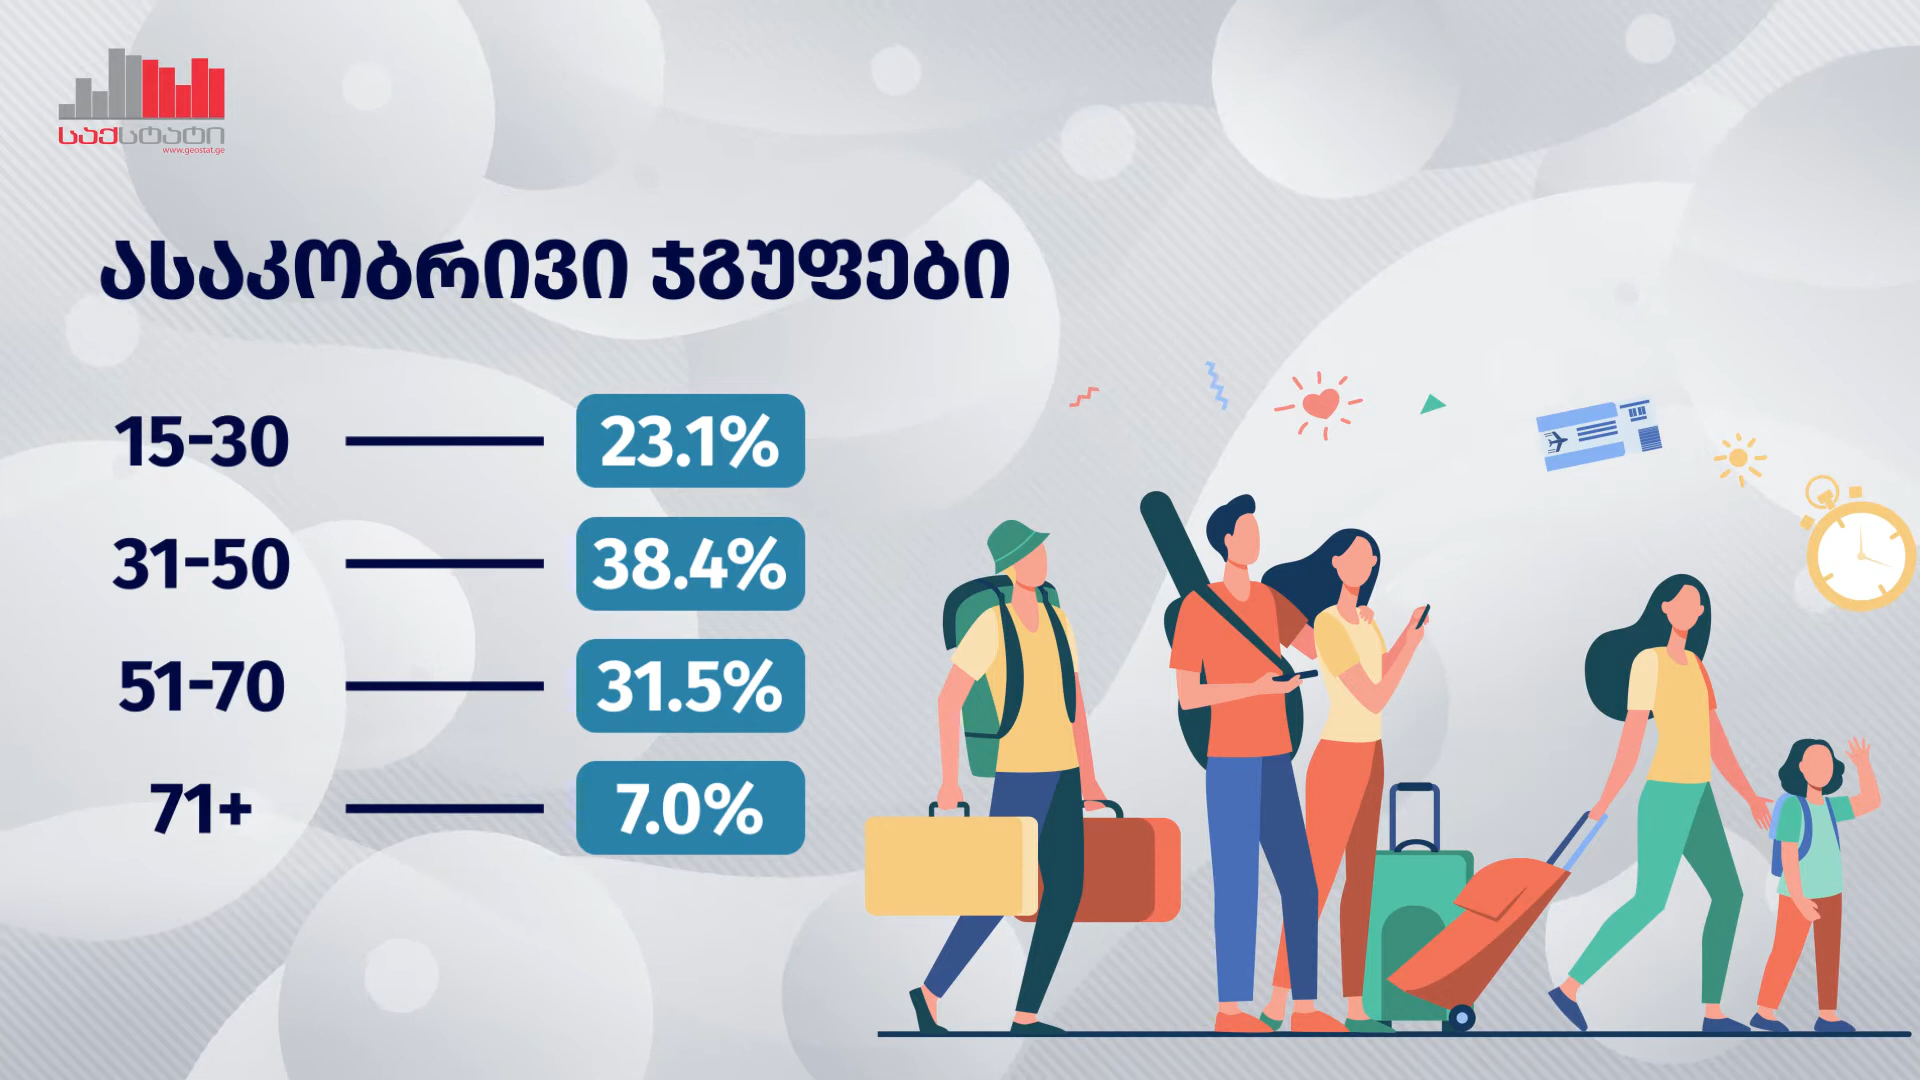 საქსტატი
www.geostat.ge
ასაკობრივი ჯგუფები
15-30 23.1%
31-50 38.4%
51-70 31.5%
71+ 7.0%